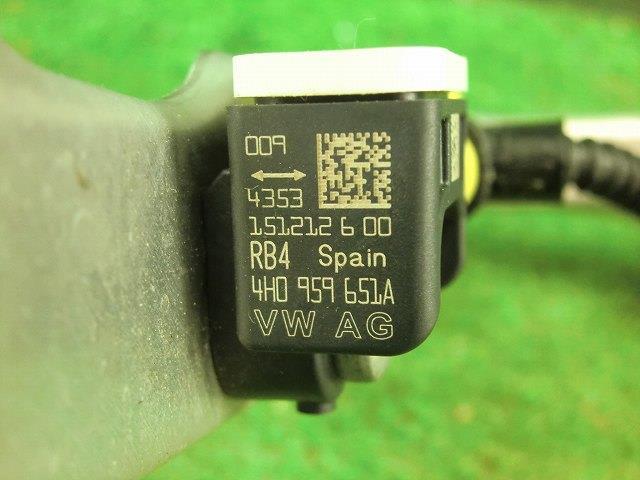 009
4353
151212 6 00
RB4 Spain
4H0 959 651A
VW AG